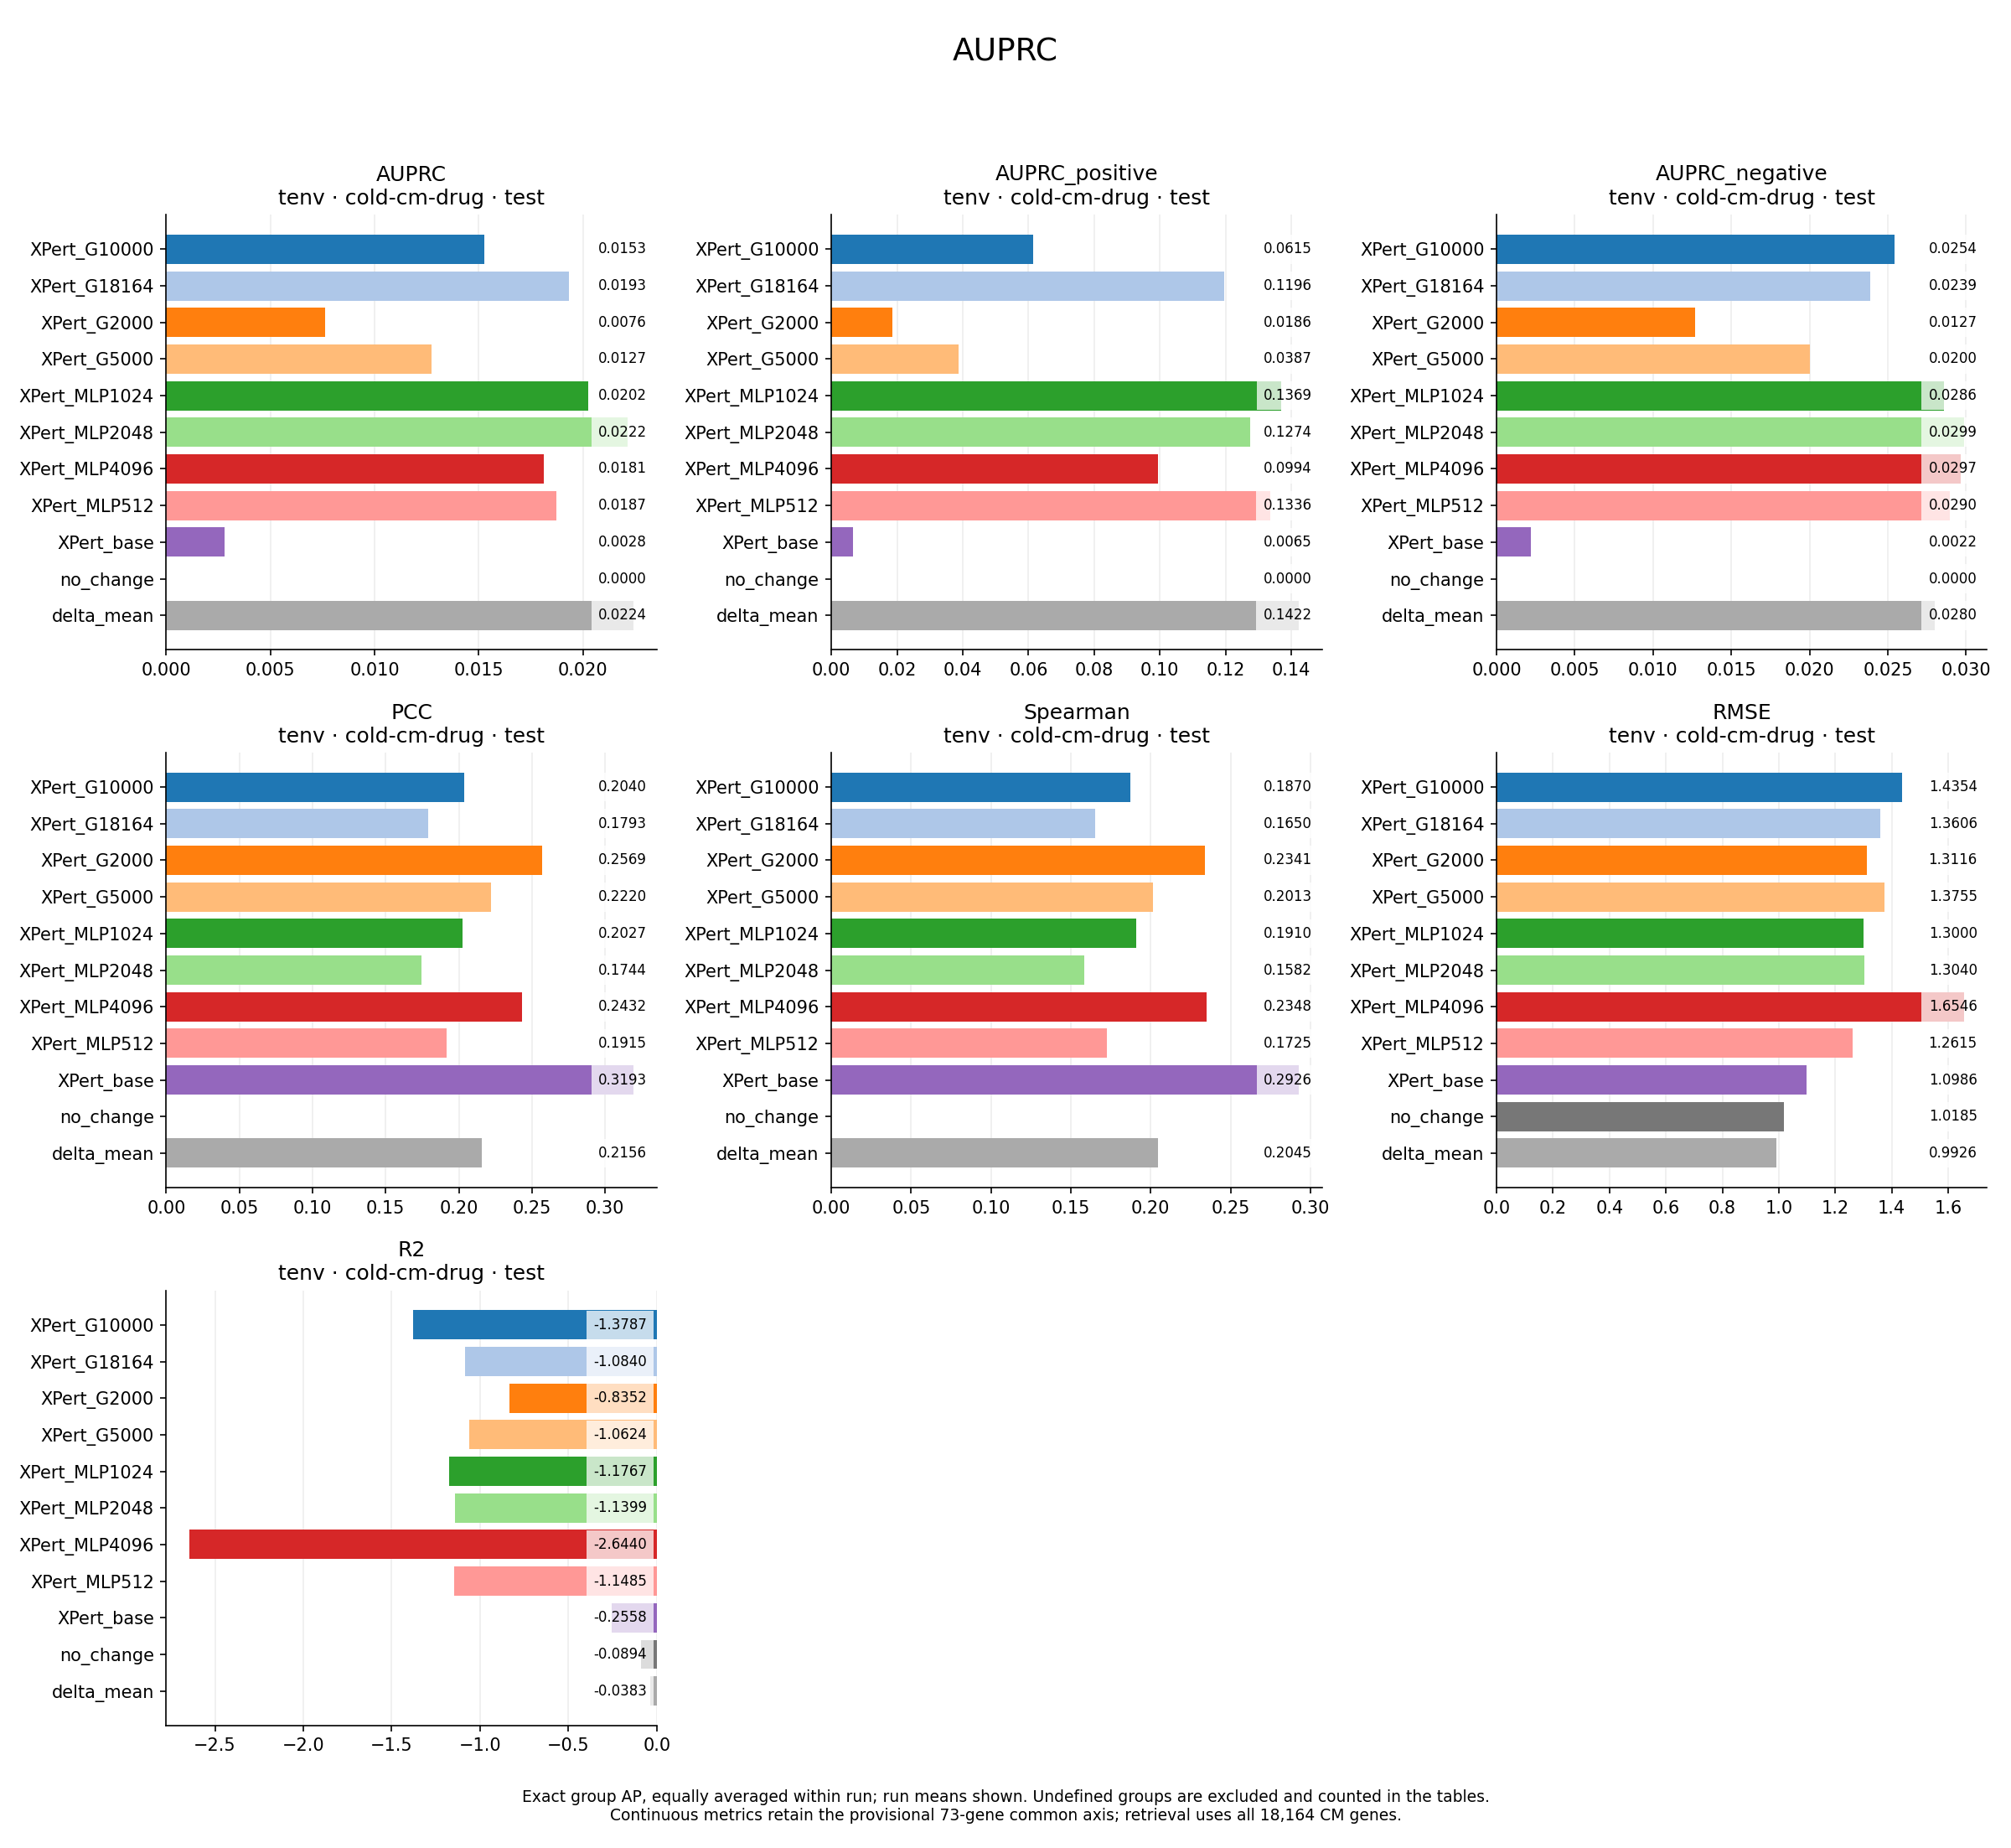 AUPRC
AUPRC
tenv · cold-cm-drug · test
XPert_G10000 0.0153
XPert_G18164 0.0193
XPert_G2000 0.0076
XPert_G5000 0.0127
XPert_MLP1024 0.0202
XPert_MLP2048 0.0222
XPert_MLP4096 0.0181
XPert_MLP512 0.0187
XPert_base 0.0028
no_change 0.0000
delta_mean 0.0224
0.000 0.005 0.010 0.015 0.020
AUPRC_positive
tenv · cold-cm-drug · test
XPert_G10000 0.0615
XPert_G18164 0.1196
XPert_G2000 0.0186
XPert_G5000 0.0387
XPert_MLP1024 0.1369
XPert_MLP2048 0.1274
XPert_MLP4096 0.0994
XPert_MLP512 0.1336
XPert_base 0.0065
no_change 0.0000
delta_mean 0.1422
0.00 0.02 0.04 0.06 0.08 0.10 0.12 0.14
AUPRC_negative
tenv · cold-cm-drug · test
XPert_G10000 0.0254
XPert_G18164 0.0239
XPert_G2000 0.0127
XPert_G5000 0.0200
XPert_MLP1024 0.0286
XPert_MLP2048 0.0299
XPert_MLP4096 0.0297
XPert_MLP512 0.0290
XPert_base 0.0022
no_change 0.0000
delta_mean 0.0280
0.000 0.005 0.010 0.015 0.020 0.025 0.030
PCC
tenv · cold-cm-drug · test
XPert_G10000 0.2040
XPert_G18164 0.1793
XPert_G2000 0.2569
XPert_G5000 0.2220
XPert_MLP1024 0.2027
XPert_MLP2048 0.1744
XPert_MLP4096 0.2432
XPert_MLP512 0.1915
XPert_base 0.3193
no_change
delta_mean 0.2156
0.00 0.05 0.10 0.15 0.20 0.25 0.30
Spearman
tenv · cold-cm-drug · test
XPert_G10000 0.1870
XPert_G18164 0.1650
XPert_G2000 0.2341
XPert_G5000 0.2013
XPert_MLP1024 0.1910
XPert_MLP2048 0.1582
XPert_MLP4096 0.2348
XPert_MLP512 0.1725
XPert_base 0.2926
no_change
delta_mean 0.2045
0.00 0.05 0.10 0.15 0.20 0.25 0.30
RMSE
tenv · cold-cm-drug · test
XPert_G10000 1.4354
XPert_G18164 1.3606
XPert_G2000 1.3116
XPert_G5000 1.3755
XPert_MLP1024 1.3000
XPert_MLP2048 1.3040
XPert_MLP4096 1.6546
XPert_MLP512 1.2615
XPert_base 1.0986
no_change 1.0185
delta_mean 0.9926
0.0 0.2 0.4 0.6 0.8 1.0 1.2 1.4 1.6
R2
tenv · cold-cm-drug · test
XPert_G10000 -1.3787
XPert_G18164 -1.0840
XPert_G2000 -0.8352
XPert_G5000 -1.0624
XPert_MLP1024 -1.1767
XPert_MLP2048 -1.1399
XPert_MLP4096 -2.6440
XPert_MLP512 -1.1485
XPert_base -0.2558
no_change -0.0894
delta_mean -0.0383
−2.5 −2.0 −1.5 −1.0 −0.5 0.0
Exact group AP, equally averaged within run; run means shown. Undefined groups are excluded and counted in the tables.
Continuous metrics retain the provisional 73-gene common axis; retrieval uses all 18,164 CM genes.